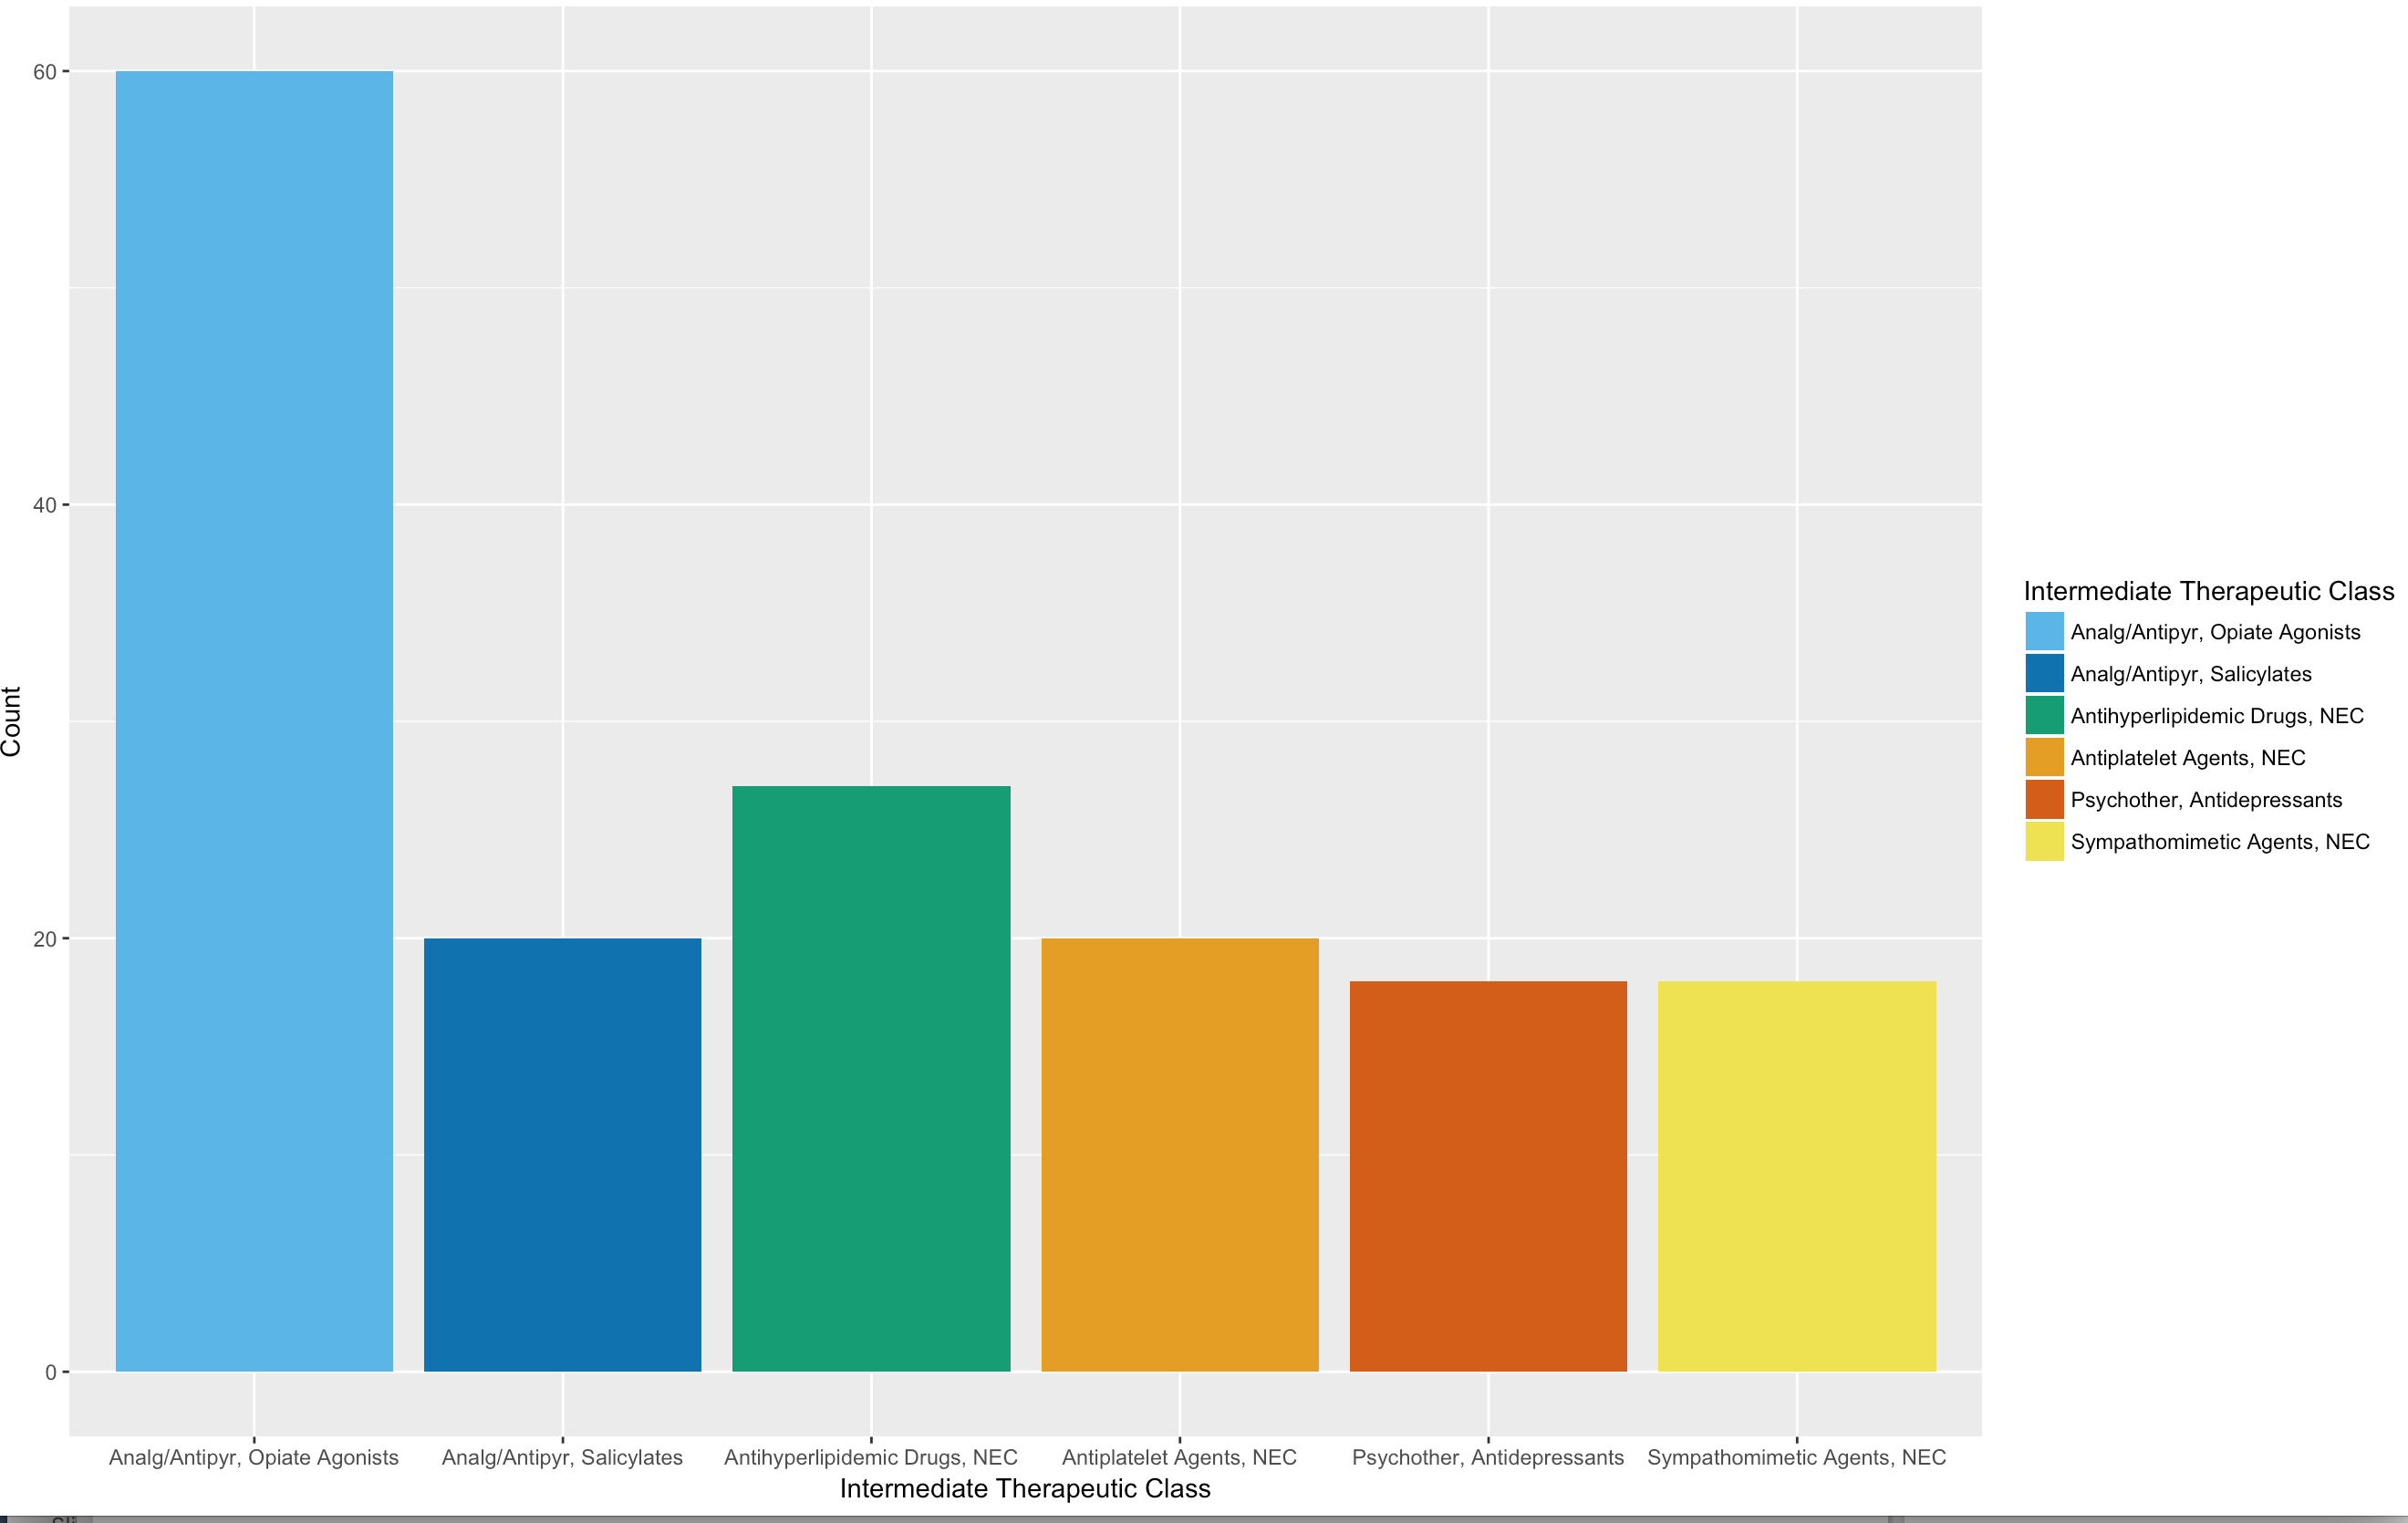 60
40
20
0
Count
Analg/Antipyr, Opiate Agonists
Analg/Antipyr, Salicylates
Antihyperlipidemic Drugs, NEC
Antiplatelet Agents, NEC
Psychother, Antidepressants
Sympathomimetic Agents, NEC
Intermediate Therapeutic Class
Intermediate Therapeutic Class
Analg/Antipyr, Opiate Agonists
Analg/Antipyr, Salicylates
Antihyperlipidemic Drugs, NEC
Antiplatelet Agents, NEC
Psychother, Antidepressants
Sympathomimetic Agents, NEC